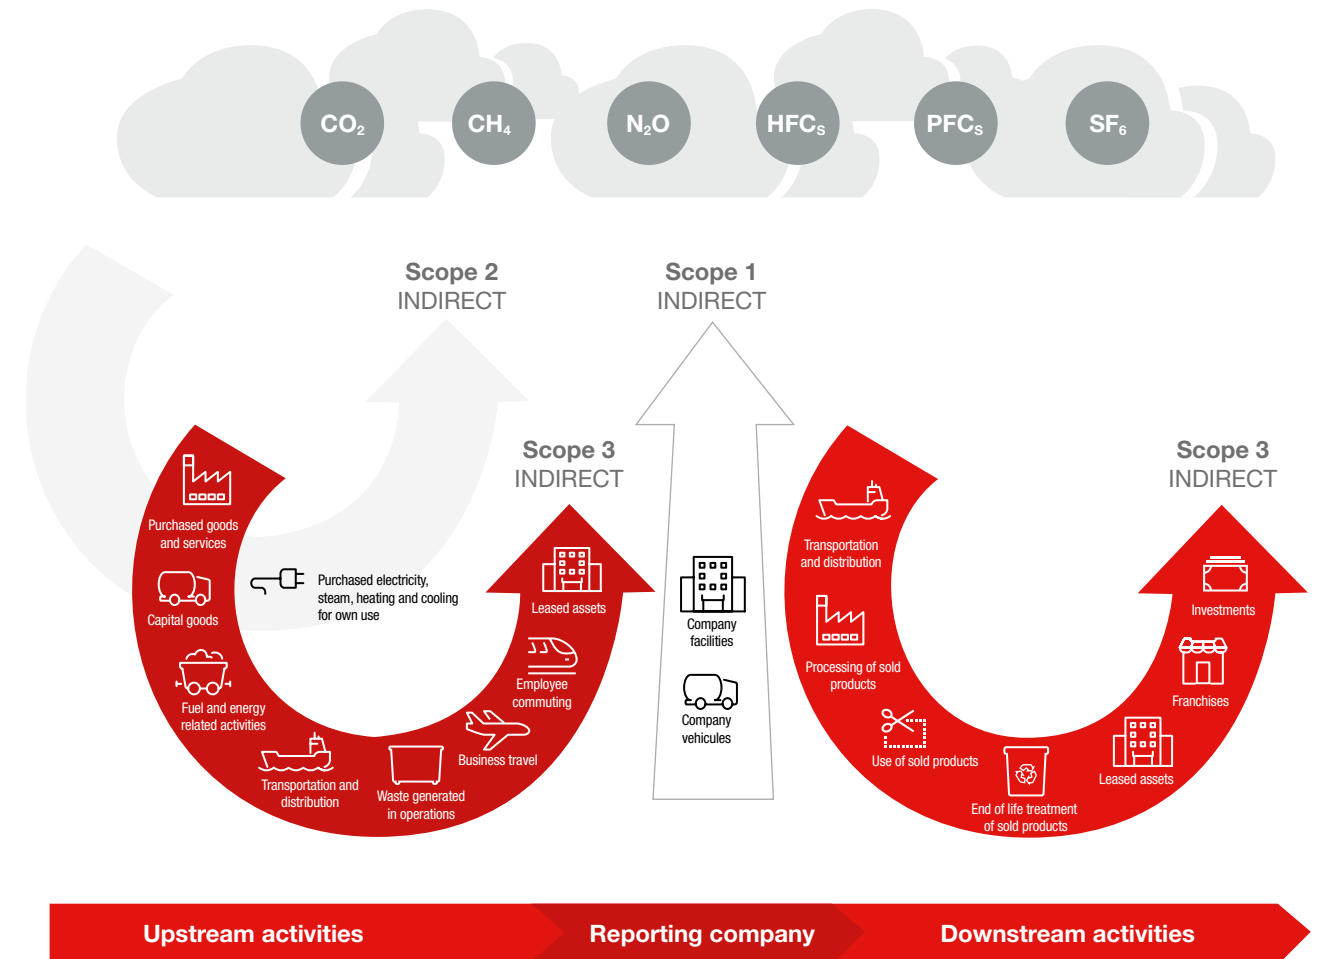 CO₂
CH₄
N₂O
HFCs
PFCs
SF₆
Scope 2
INDIRECT
Scope 1
INDIRECT
Scope 3
INDIRECT
Scope 3
INDIRECT
Purchased goods
and services
Capital goods
Fuel and energy
related activities
Transportation and
distribution
Waste generated
in operations
Business travel
Employee
commuting
Leased assets
Purchased electricity,
steam, heating and cooling
for own use
Company
facilities
Company
vehicules
Transportation
and distribution
Processing of sold
products
Use of sold products
End of life treatment
of sold products
Leased assets
Franchises
Investments
Upstream activities
Reporting company
Downstream activities